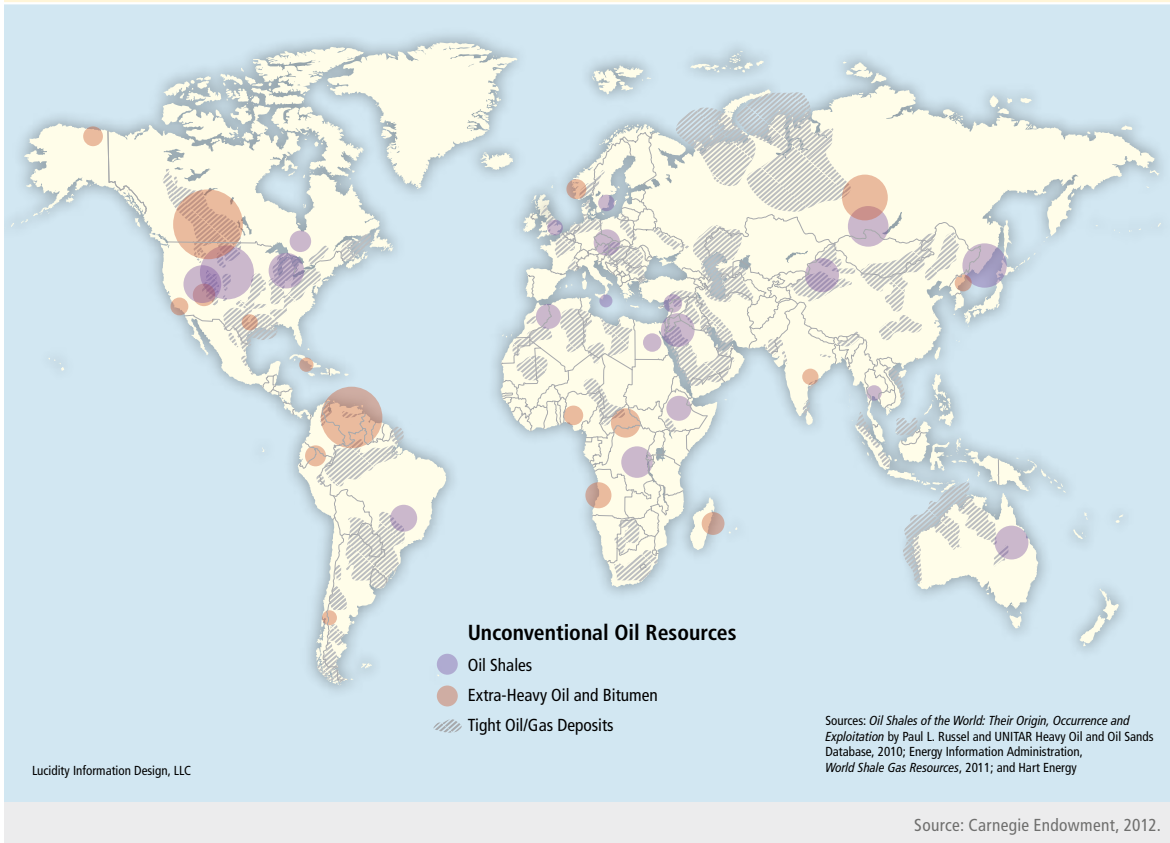 Unconventional Oil Resources
Oil Shales
Extra-Heavy Oil and Bitumen
Tight Oil/Gas Deposits
Sources: Oil Shales of the World: Their Origin, Occurrence and
Exploitation by Paul L. Russel and UNITAR Heavy Oil and Oil Sands
Database, 2010; Energy Information Administration,
World Shale Gas Resources, 2011; and Hart Energy
Lucidity Information Design, LLC
Source: Carnegie Endowment, 2012.